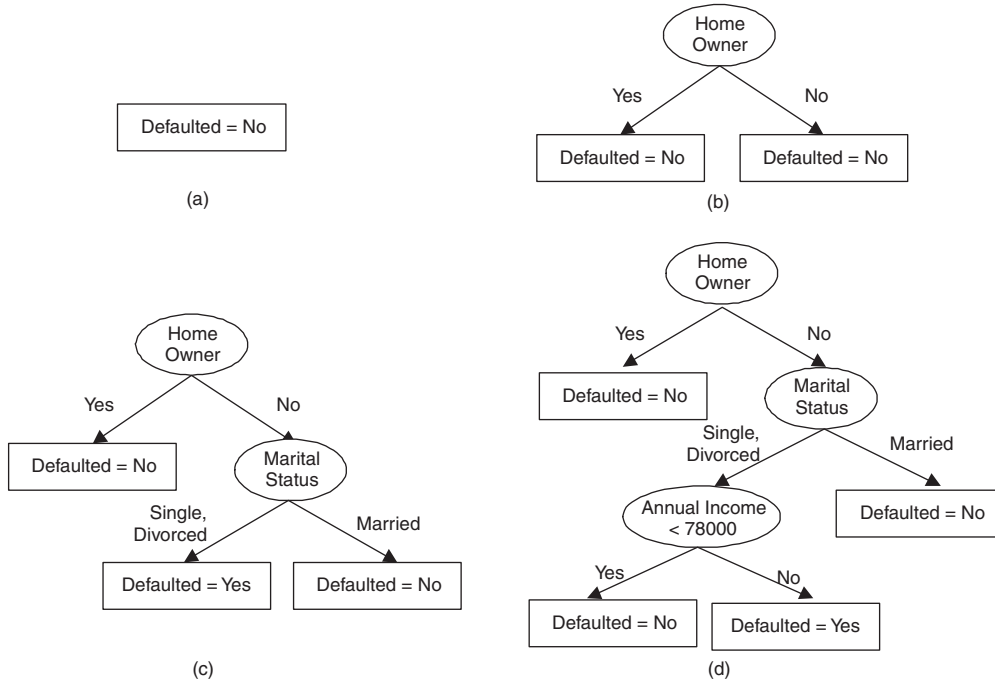 Defaulted = No
(a)
Home
Owner
Yes
No
Defaulted = No
Defaulted = No
(b)
Home
Owner
Yes
No
Defaulted = No
Marital
Status
Single,
Divorced
Married
Defaulted = Yes
Defaulted = No
(c)
Home
Owner
Yes
No
Defaulted = No
Marital
Status
Single,
Divorced
Married
Annual Income
< 78000
Defaulted = No
Yes
No
Defaulted = No
Defaulted = Yes
(d)